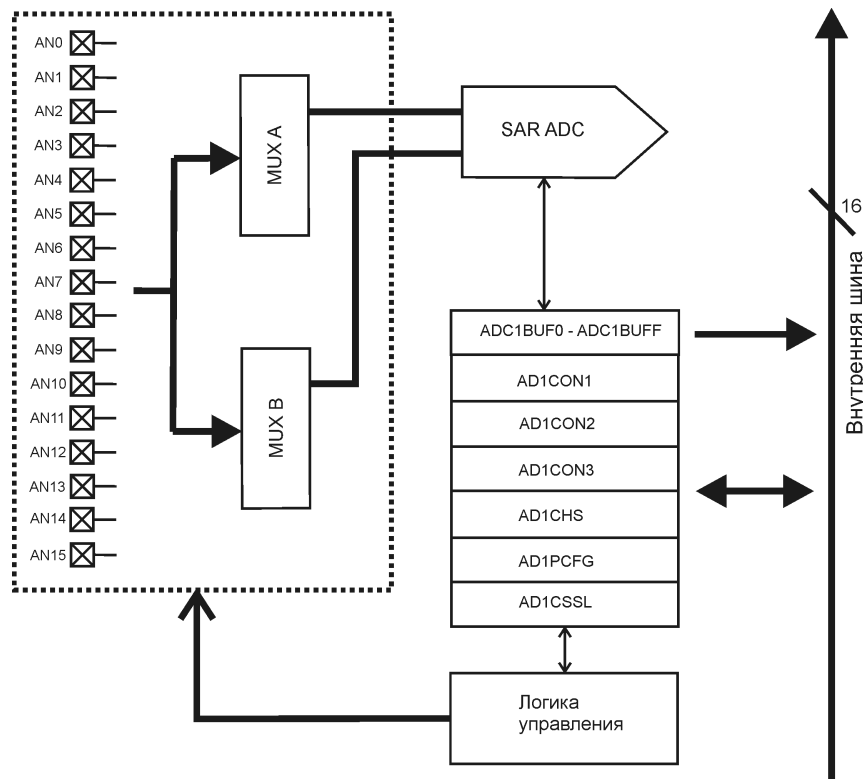 AN0
AN1
AN2
AN3
AN4
AN5
AN6
AN7
AN8
AN9
AN10
AN11
AN12
AN13
AN14
AN15
MUX A
MUX B
SAR ADC
ADC1BUF0 - ADC1BUFF
AD1CON1
AD1CON2
AD1CON3
AD1CHS
AD1PCFG
AD1CSSL
Логика
управления
16
Внутренняя шина